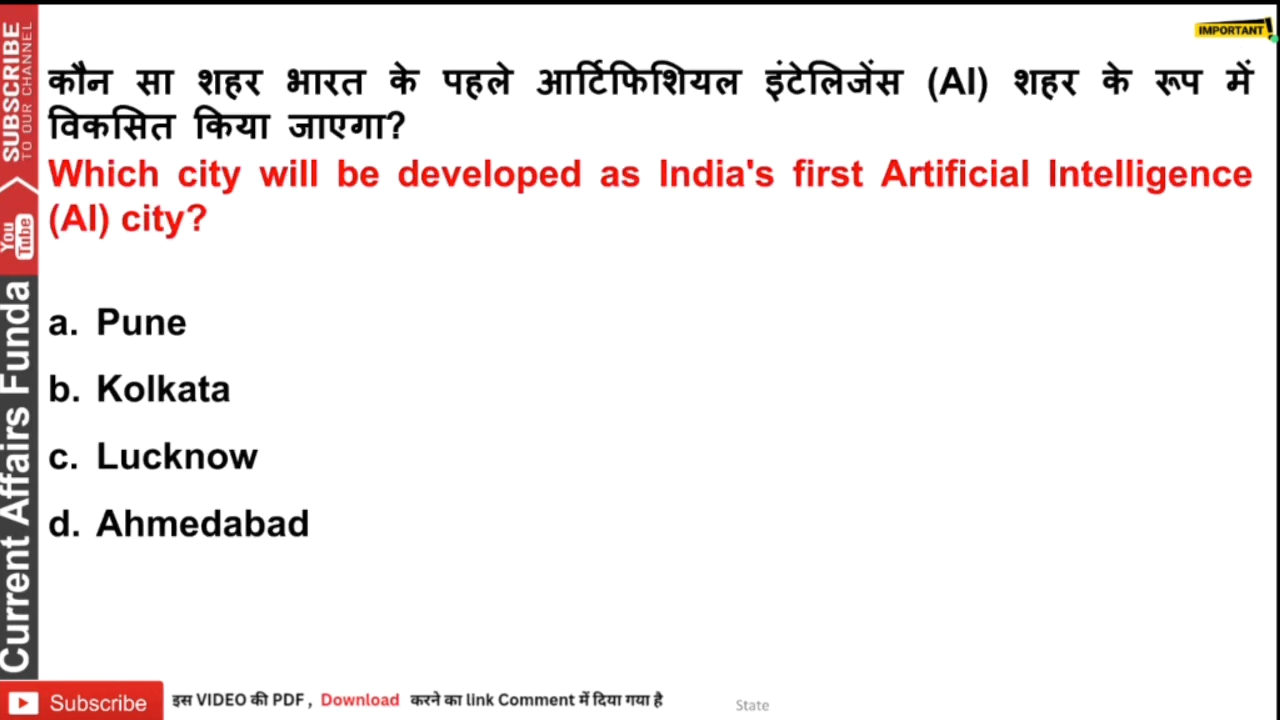 IMPORTANT!
कौन सा शहर भारत के पहले आर्टिफिशियल इंटेलिजेंस (AI) शहर के रूप में
विकसित किया जाएगा?
Which city will be developed as India's first Artificial Intelligence
(AI) city?
a. Pune
b. Kolkata
c. Lucknow
d. Ahmedabad
SUBSCRIBE
TO OUR CHANNEL
You
Tube
Current Affairs Funda
Subscribe
इस VIDEO की PDF , Download करने का link Comment में दिया गया है
State